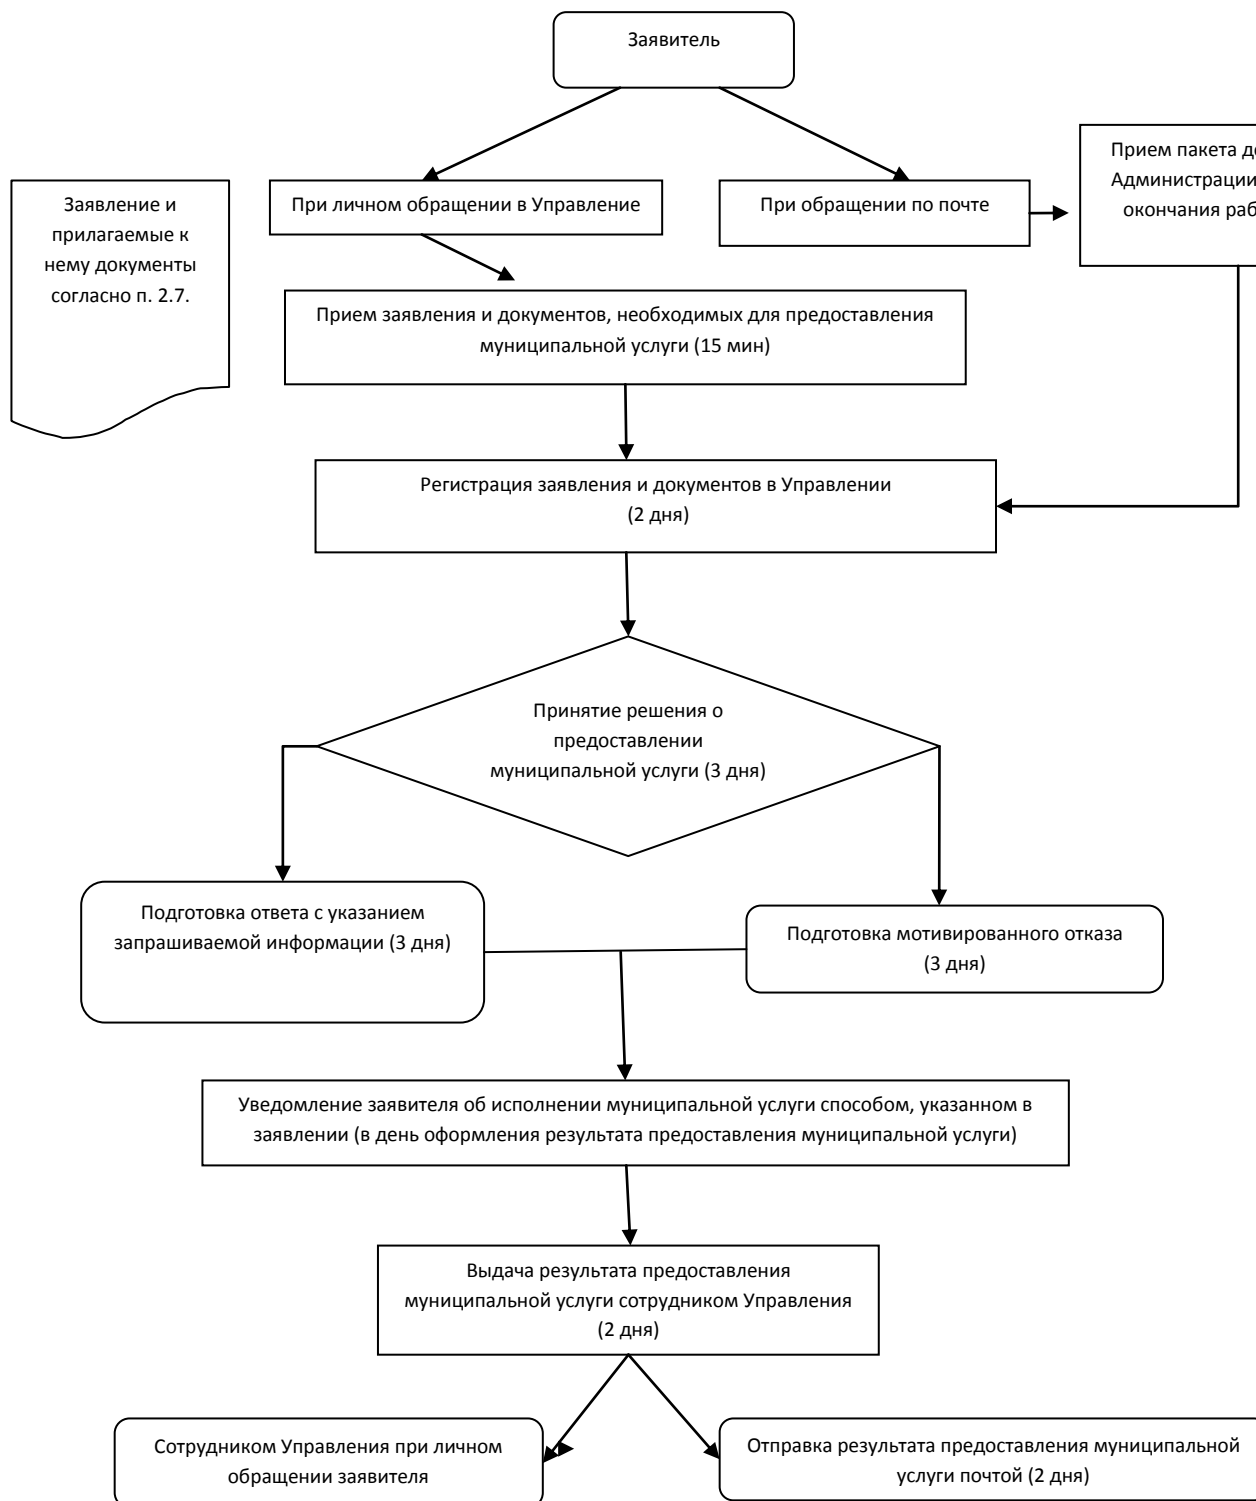 Заявитель
Заявление и
прилагаемые к
нему документы
согласно п. 2.7.
При личном обращении в Управление
При обращении по почте
Прием пакета
Администрации
окончания
Прием заявления и документов, необходимых для предоставления
муниципальной услуги (15 мин)
Регистрация заявления и документов в Управлении
(2 дня)
Принятие решения о
предоставлении
муниципальной услуги (3 дня)
Подготовка ответа с указанием
запрашиваемой информации (3 дня)
Подготовка мотивированного отказа
(3 дня)
Уведомление заявителя об исполнении муниципальной услуги способом, указанном в
заявлении (в день оформления результата предоставления муниципальной услуги)
Выдача результата предоставления
муниципальной услуги сотрудником Управления
(2 дня)
Сотрудником Управления при личном
обращении заявителя
Отправка результата предоставления муниципальной
услуги почтой (2 дня)